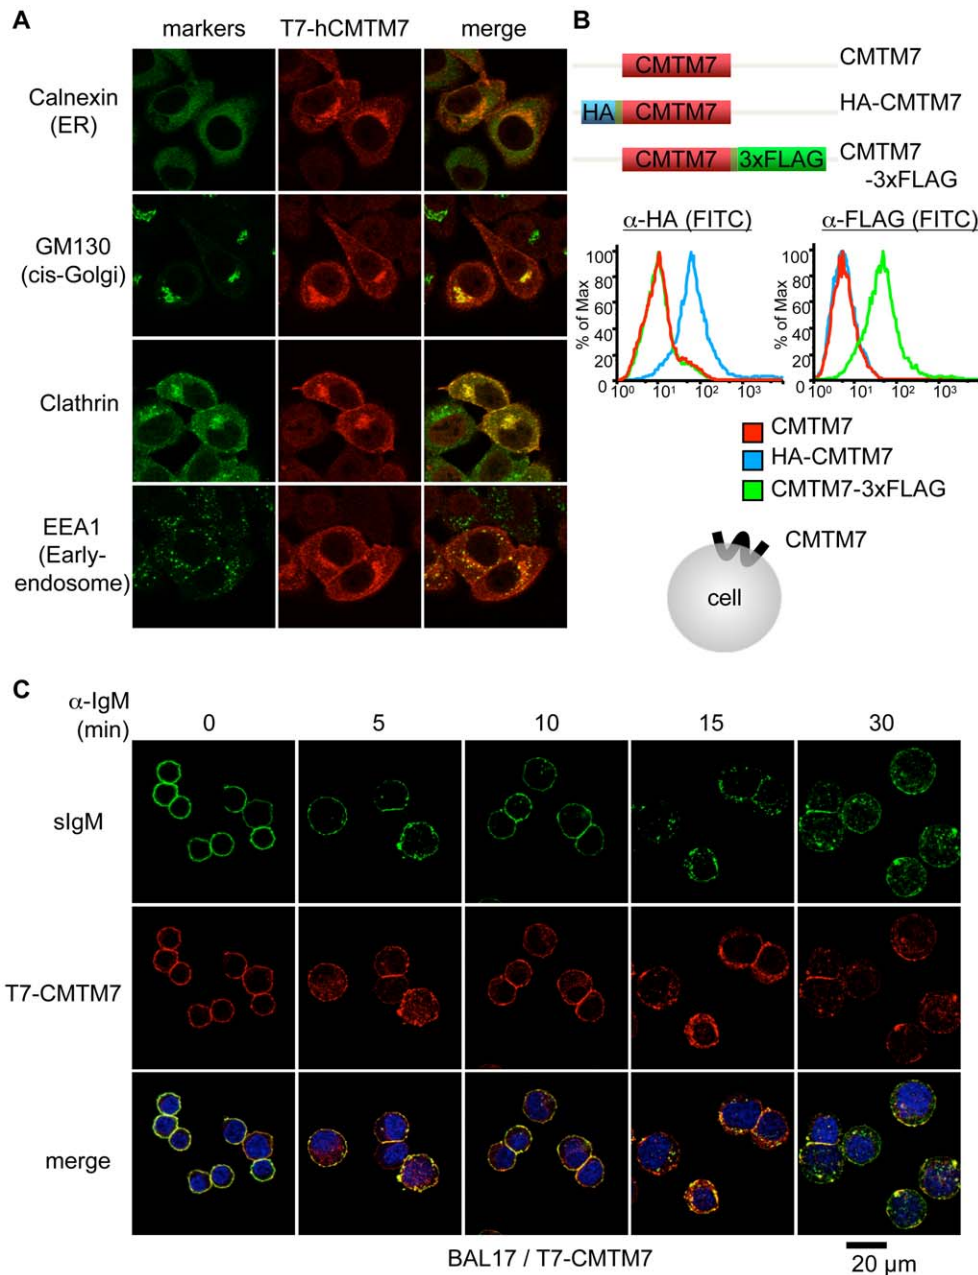 A
markers T7-hCMTM7 merge
Calnexin
(ER)
GM130
(cis-Golgi)
Clathrin
EEA1
(Early-
endosome)
B
CMTM7 CMTM7
HA CMTM7 HA-CMTM7
CMTM7 3xFLAG CMTM7
-3xFLAG
α-HA (FITC) α-FLAG (FITC)
% of Max
100
80
60
40
20
0
10⁰ 10¹ 10² 10³
% of Max
100
80
60
40
20
0
10⁰ 10¹ 10² 10³
CMTM7
HA-CMTM7
CMTM7-3xFLAG
CMTM7
cell
C
α-IgM
(min) 0 5 10 15 30
sIgM
T7-CMTM7
merge
BAL17 / T7-CMTM7
20 μm